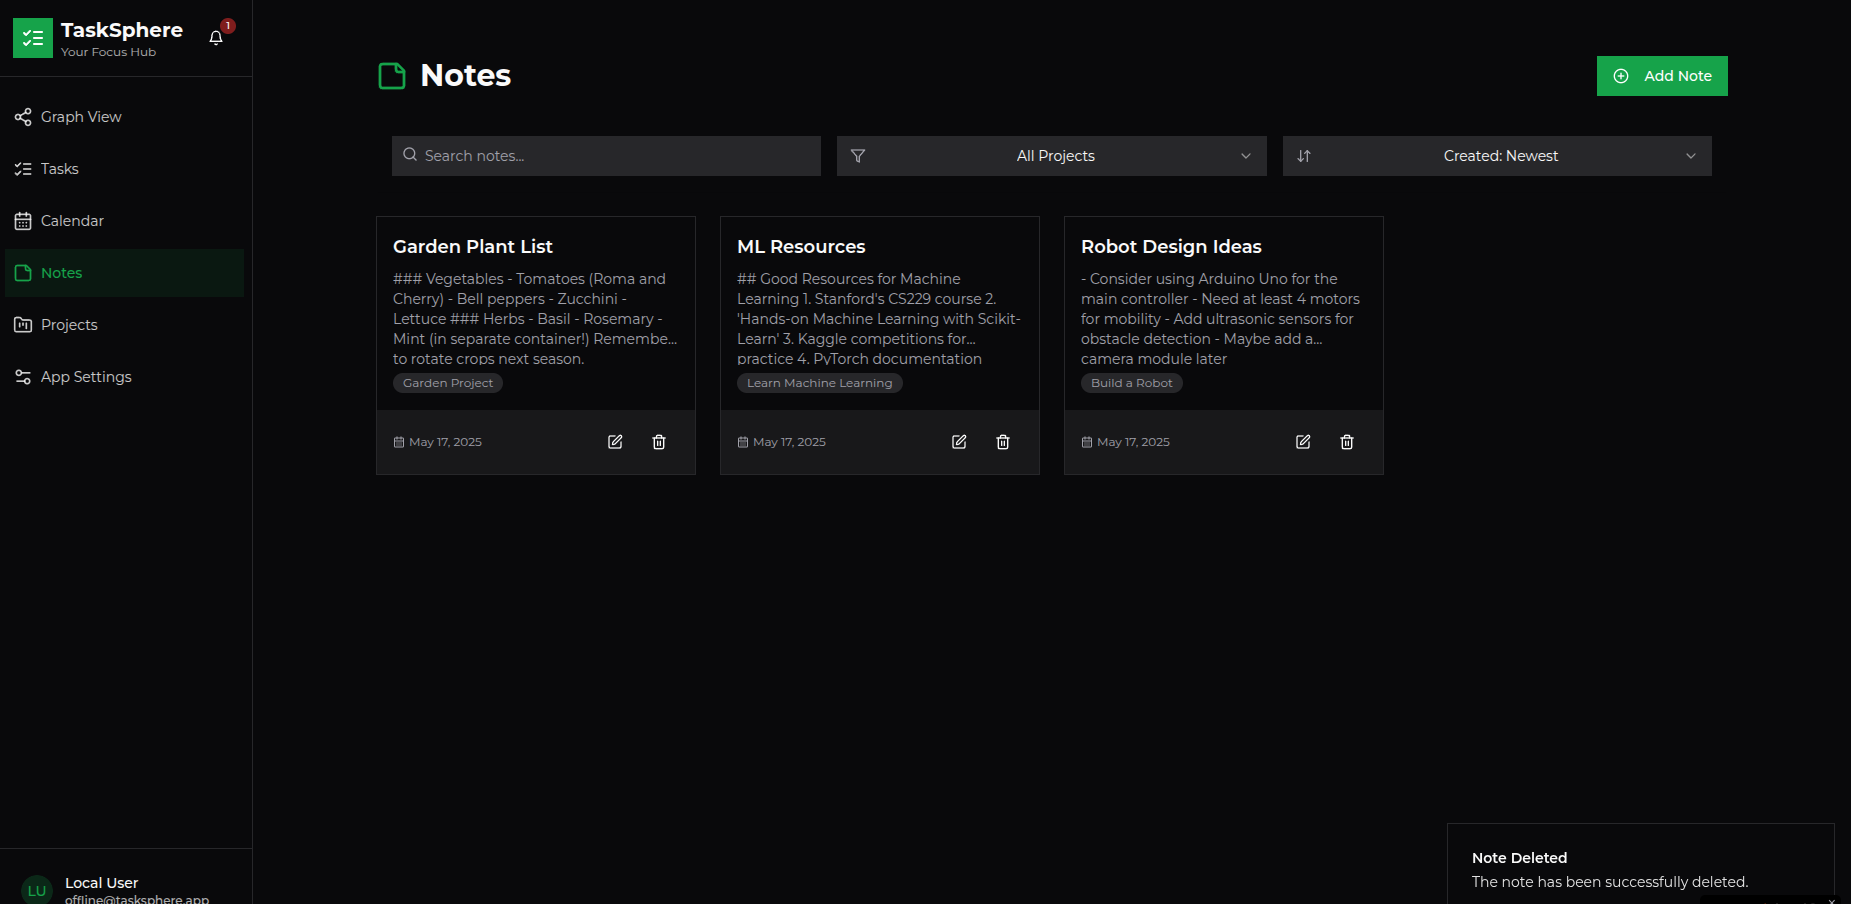 TaskSphere
Your Focus Hub
1
Graph View
Tasks
Calendar
Notes
Projects
App Settings
LU
Local User
offline@tasksphere.app
Notes
Add Note
Search notes...
All Projects
Created: Newest
Garden Plant List
### Vegetables - Tomatoes (Roma and
Cherry) - Bell peppers - Zucchini -
Lettuce ### Herbs - Basil - Rosemary -
Mint (in separate container!) Remembe...
to rotate crops next season.
Garden Project
May 17, 2025
ML Resources
## Good Resources for Machine
Learning 1. Stanford's CS229 course 2.
'Hands-on Machine Learning with Scikit-
Learn' 3. Kaggle competitions for...
practice 4. PyTorch documentation
Learn Machine Learning
May 17, 2025
Robot Design Ideas
- Consider using Arduino Uno for the
main controller - Need at least 4 motors
for mobility - Add ultrasonic sensors for
obstacle detection - Maybe add a...
camera module later
Build a Robot
May 17, 2025
Note Deleted
The note has been successfully deleted.